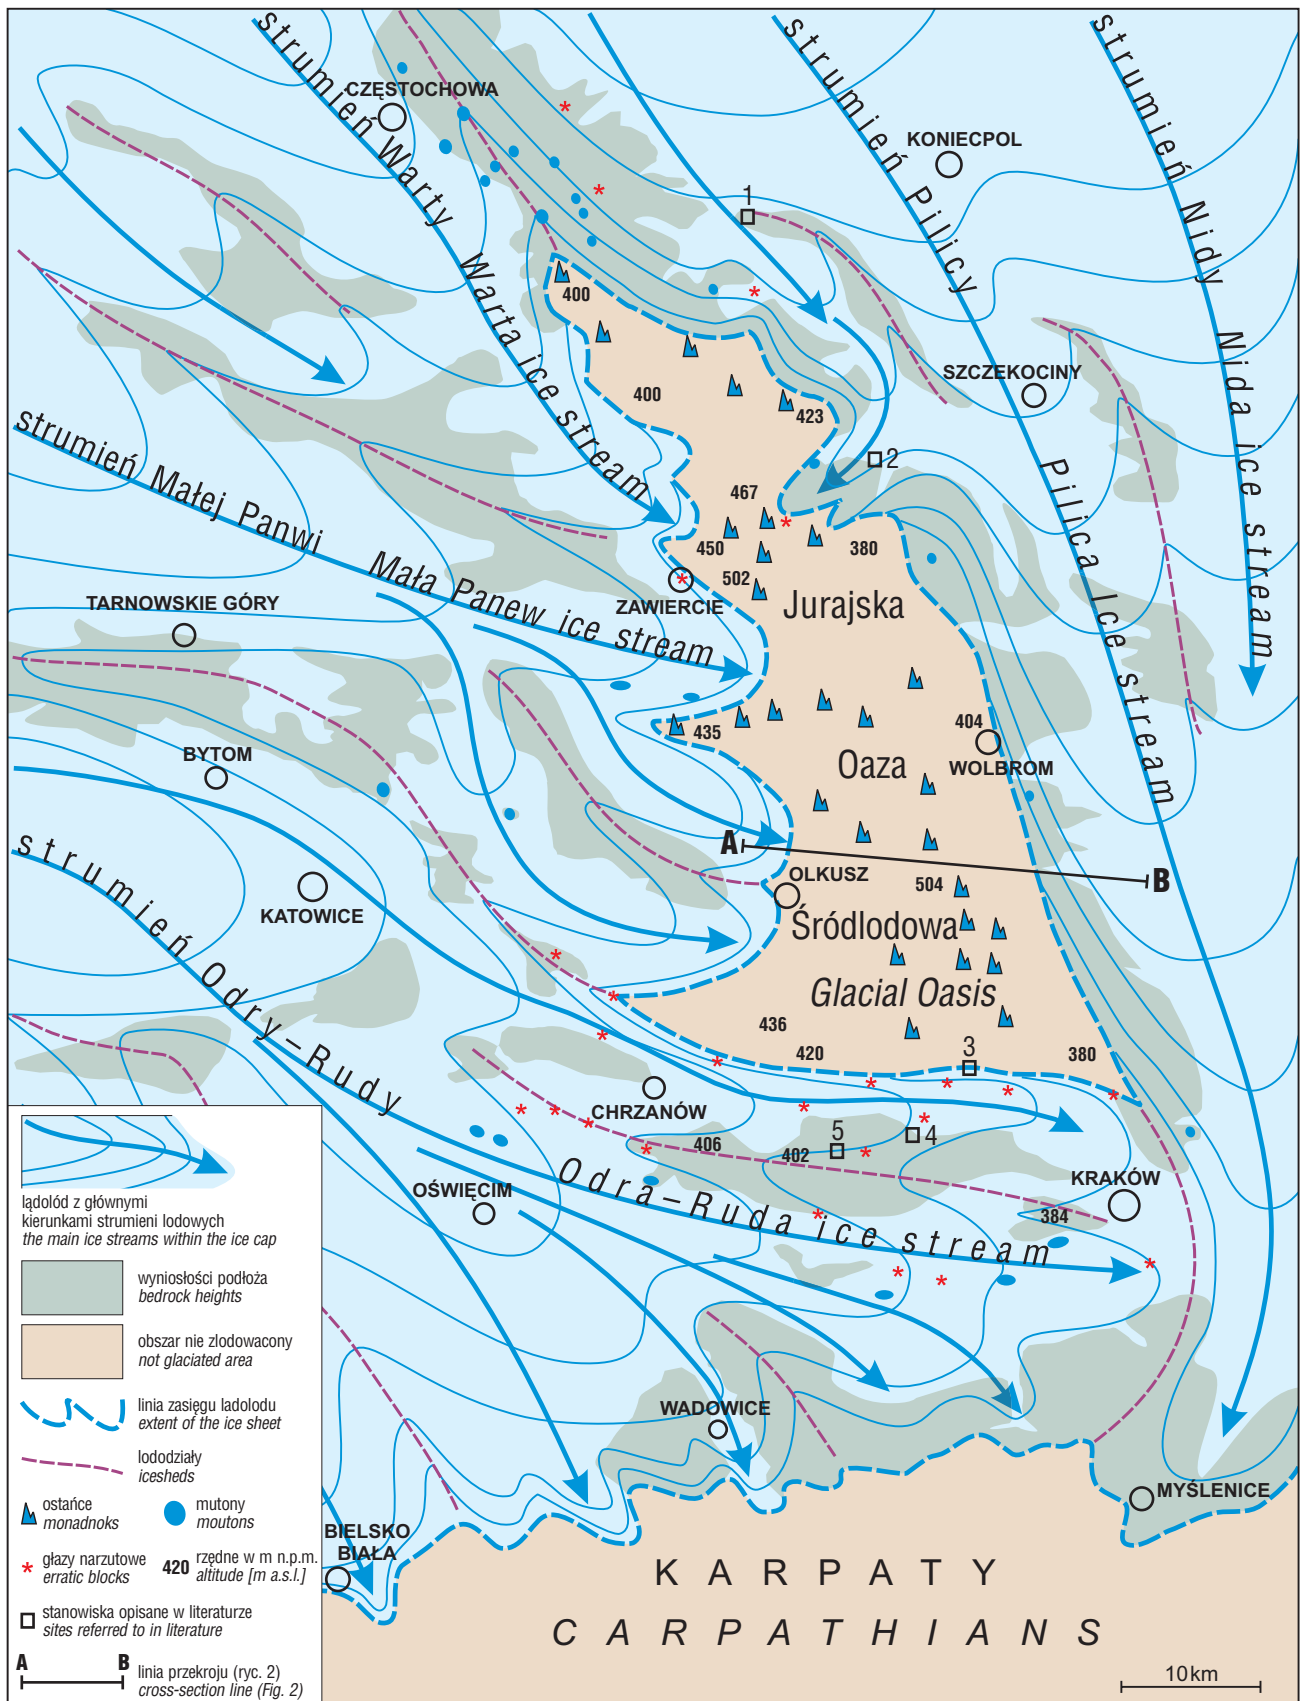 strumień Warty
Warta ice stream
strumień Pilicy
Pilica Ice stream
strumień Nidy
Nida ice stream
CZĘSTOCHOWA
KONIECPOL
1
400
SZCZEKOCINY
400
423
2
strumień Małej Panwi
Mała Panew ice stream
467
450
380
502
ZAWIERCIE
TARNOWSKIE GÓRY
Jurajska
435
404
Oaza
WOLBROM
BYTOM
A
B
OLKUSZ
504
KATOWICE
Śródlodowa
Glacial Oasis
strumień Odry–Rudy
Odra–Ruda ice stream
436
420
3
380
CHRZANÓW
406
5
402
4
OŚWIĘCIM
KRAKÓW
384
WADOWICE
MYŚLENICE
BIELSKO
BIAŁA
KARPATY
CARPATHIANS
10 km
lądolód z głównymi
kierunkami strumieni lodowych
the main ice streams within the ice cap
wyniosłości podłoża
bedrock heights
obszar nie zlodowacony
not glaciated area
linia zasięgu ladolodu
extent of the ice sheet
lododziały
icesheds
ostańce
monadnoks
mutony
moutons
głazy narzutowe
erratic blocks
420
rzędne w m n.p.m.
altitude [m a.s.l.]
stanowiska opisane w literaturze
sites referred to in literature
A B
linia przekroju (ryc. 2)
cross-section line (Fig. 2)